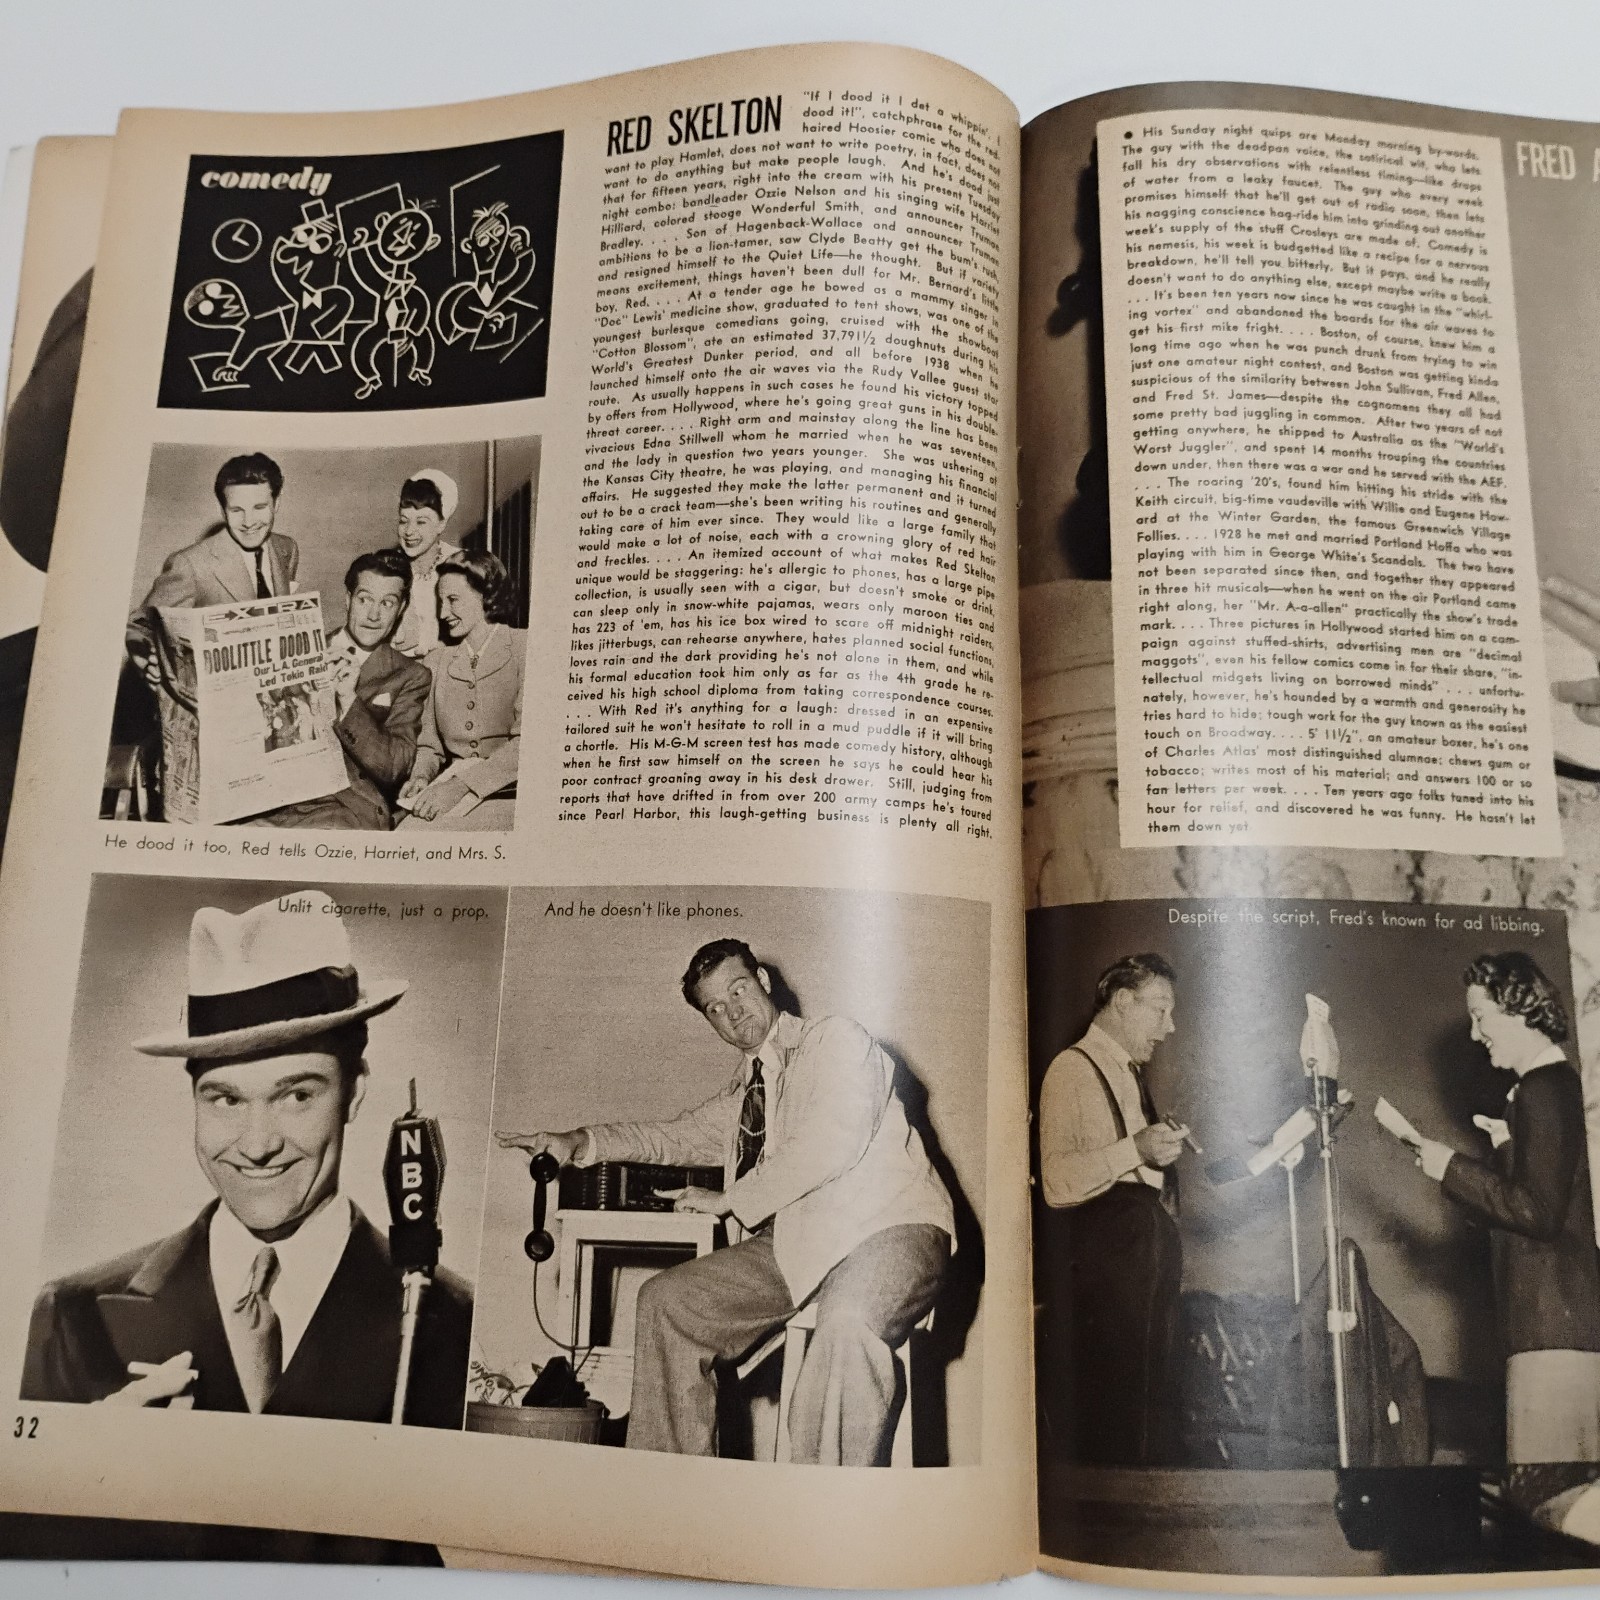 comedy
RED SKELTON
"If I dood it I det a whippin'. I
dood it!", catchphrase for the red-
haired Hoosier comic who does not
want to play Hamlet, does not want to write poetry, in fact, does not
want to do anything but make people laugh. And he's dood just
that for fifteen years, right into the cream with his present Tuesday
night combo: bandleader Ozzie Nelson and his singing wife Harriet
Hilliard, colored stooge Wonderful Smith, and announcer Truman
Bradley. . . . Son of Hagenback-Wallace and announcer Truman
ambitions to be a lion-tamer, saw Clyde Beatty get the bum's rush,
and resigned himself to the Quiet Life—he thought. But if variety
means excitement, things haven't been dull for Mr. Bernard's little
boy, Red. . . . At a tender age he bowed as a mammy singer in
"Doc" Lewis' medicine show, graduated to tent shows, was one of the
youngest burlesque comedians going, cruised with the showboat
"Cotton Blossom", ate an estimated 37,791½ doughnuts during his
World's Greatest Dunker period, and all before 1938 when he
launched himself onto the air waves via the Rudy Vallee guest star
route. As usually happens in such cases he found his victory topped
by offers from Hollywood, where he's going great guns in his double-
threat career. . . . Right arm and mainstay along the line has been
vivacious Edna Stillwell whom he married when he was seventeen,
and the lady in question two years younger. She was ushering at
the Kansas City theatre, he was playing, and managing his financial
affairs. He suggested they make the latter permanent and it turned
out to be a crack team—she's been writing his routines and generally
taking care of him ever since. They would like a large family that
would make a lot of noise, each with a crowning glory of red hair
and freckles. . . . An itemized account of what makes Red Skelton
unique would be staggering: he's allergic to phones, has a large pipe
collection, is usually seen with a cigar, but doesn't smoke or drink,
can sleep only in snow-white pajamas, wears only maroon ties and
has 223 of 'em, has his ice box wired to scare off midnight raiders,
likes jitterbugs, can rehearse anywhere, hates planned social functions,
loves rain and the dark providing he's not alone in them, and while
his formal education took him only as far as the 4th grade he re-
ceived his high school diploma from taking correspondence courses.
. . . With Red it's anything for a laugh: dressed in an expensive
tailored suit he won't hesitate to roll in a mud puddle if it will bring
a chortle. His M-G-M screen test has made comedy history, although
when he first saw himself on the screen he says he could hear his
poor contract groaning away in his desk drawer. Still, judging from
reports that have drifted in from over 200 army camps he's toured
since Pearl Harbor, this laugh-getting business is plenty all right.
EXTRA
DOOLITTLE DOOD IT
Our L.A. General
Led Tokio Raid
He dood it too, Red tells Ozzie, Harriet, and Mrs. S.
Unlit cigarette, just a prop.
NBC
And he doesn't like phones.
32
FRED A
● His Sunday night quips are Monday morning by-words.
The guy with the deadpan voice, the satirical wit, who lets
fall his dry observations with relentless timing—like drops
of water from a leaky faucet. The guy who every week
promises himself that he'll get out of radio soon, then lets
his nagging conscience hag-ride him into grinding out another
week's supply of the stuff Crosleys are made of. Comedy is
his nemesis, his week is budgetted like a recipe for a nervous
breakdown, he'll tell you bitterly. But it pays, and he really
doesn't want to do anything else, except maybe write a book.
. . . It's been ten years now since he was caught in the "whirl-
ing vortex" and abandoned the boards for the air waves to
get his first mike fright. . . . Boston, of course, knew him a
long time ago when he was punch drunk from trying to win
just one amateur night contest, and Boston was getting kinda
suspicious of the similarity between John Sullivan, Fred Allen,
and Fred St. James—despite the cognomens they all had
some pretty bad juggling in common. After two years of not
getting anywhere, he shipped to Australia as the "World's
Worst Juggler", and spent 14 months trouping the countries
down under, then there was a war and he served with the AEF.
. . . The roaring '20's, found him hitting his stride with the
Keith circuit, big-time vaudeville with Willie and Eugene How-
ard at the Winter Garden, the famous Greenwich Village
Follies. . . . 1928 he met and married Portland Hoffa who was
playing with him in George White's Scandals. The two have
not been separated since then, and together they appeared
in three hit musicals—when he went on the air Portland came
right along, her "Mr. A-a-allen" practically the show's trade
mark. . . . Three pictures in Hollywood started him on a cam-
paign against stuffed-shirts, advertising men are "decimal
maggots", even his fellow comics come in for their share, "in-
tellectual midgets living on borrowed minds" . . . unfortu-
nately, however, he's hounded by a warmth and generosity he
tries hard to hide; tough work for the guy known as the easiest
touch on Broadway. . . . 5' 11½", an amateur boxer, he's one
of Charles Atlas' most distinguished alumnae; chews gum or
tobacco; writes most of his material; and answers 100 or so
fan letters per week. . . . Ten years ago folks tuned into his
hour for relief, and discovered he was funny. He hasn't let
them down yet
Despite the script, Fred's known for ad libbing.